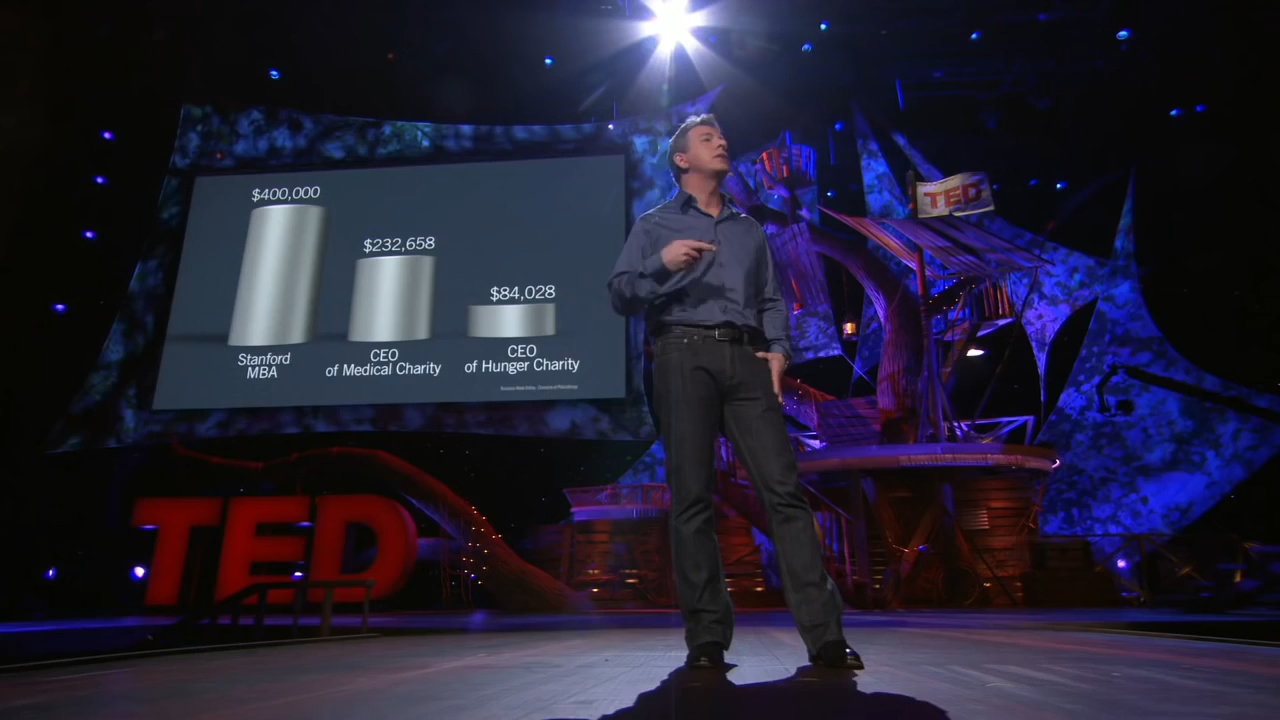 $400,000
$232,658
$84,028
Stanford
MBA
CEO
of Medical Charity
CEO
of Hunger Charity
TED
TED